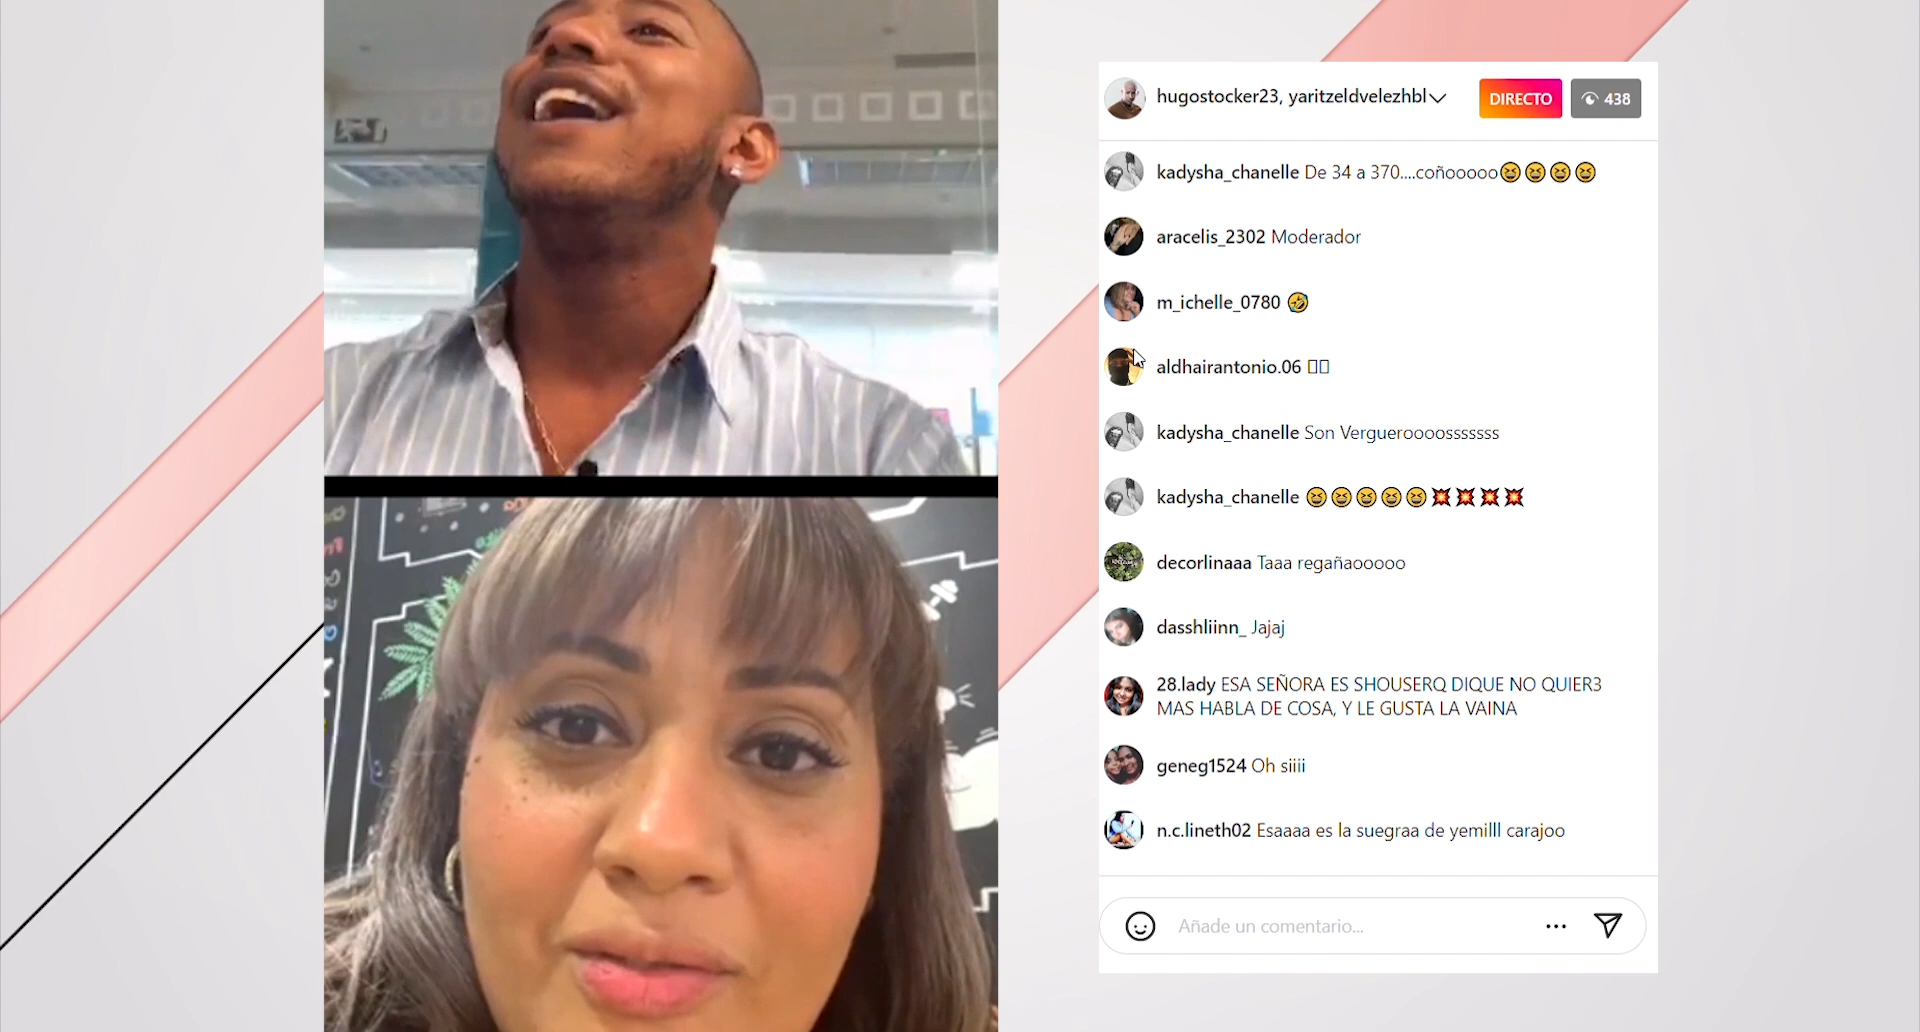 hugostocker23, yaritzeldvelezhbl
DIRECTO
438
kadysha_chanelle De 34 a 370....coñooooo😆😆😆😆
aracelis_2302 Moderador
m_ichelle_0780 🤣
aldhairantonio.06
kadysha_chanelle Son Vergueroooosssssss
kadysha_chanelle 😆😆😆😆😆💥💥💥💥
decorlinaaa Taaa regañaooooo
dasshliinn_ Jajaj
28.lady ESA SEÑORA ES SHOUSERQ DIQUE NO QUIER3
MAS HABLA DE COSA, Y LE GUSTA LA VAINA
geneg1524 Oh siiii
n.c.lineth02 Esaaaa es la suegraa de yemilll carajoo
Añade un comentario...